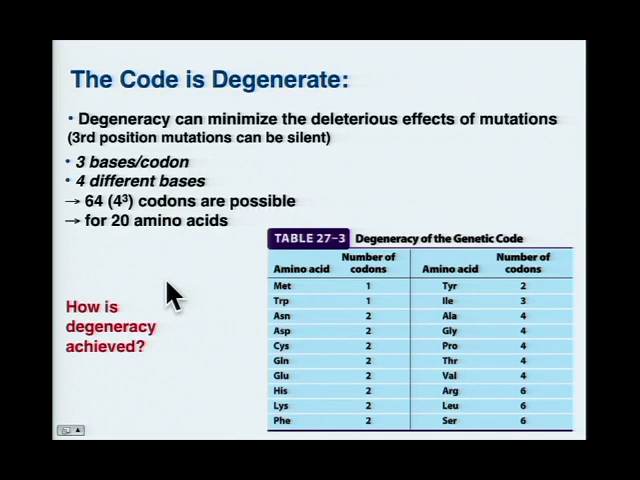 The Code is Degenerate:
• Degeneracy can minimize the deleterious effects of mutations
(3rd position mutations can be silent)
• 3 bases/codon
• 4 different bases
→ 64 (4³) codons are possible
→ for 20 amino acids
TABLE 27–3 Degeneracy of the Genetic Code
Amino acid Number of codons Amino acid Number of codons
Met 1 Tyr 2
Trp 1 Ile 3
Asn 2 Ala 4
Asp 2 Gly 4
Cys 2 Pro 4
Gln 2 Thr 4
Glu 2 Val 4
His 2 Arg 6
Lys 2 Leu 6
Phe 2 Ser 6
How is
degeneracy
achieved?